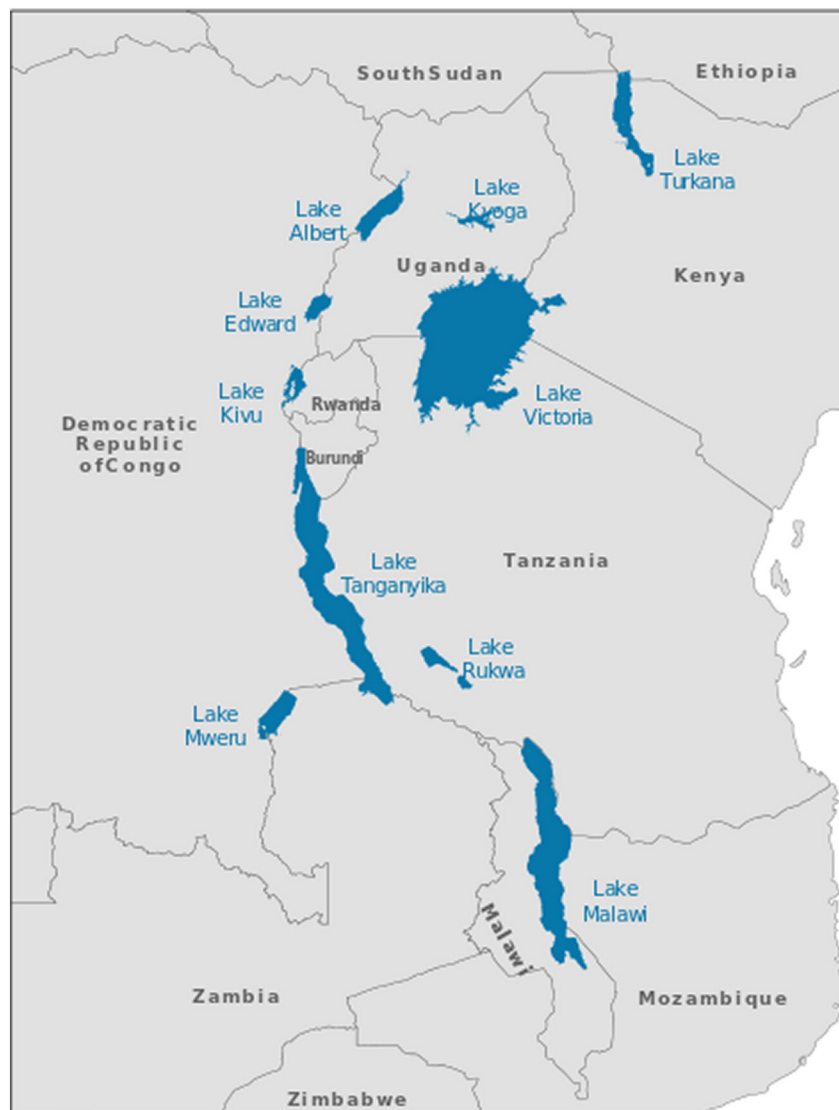 SouthSudan
Ethiopia
Lake
Turkana
Lake
Kyoga
Lake
Albert
Uganda
Kenya
Lake
Edward
Lake
Kivu
Rwanda
Lake
Victoria
Democratic
Republic
ofCongo
Burundi
Lake
Tanganyika
Tanzania
Lake
Rukwa
Lake
Mweru
Lake
Malawi
Malawi
Zambia
Mozambique
Zimbabwe